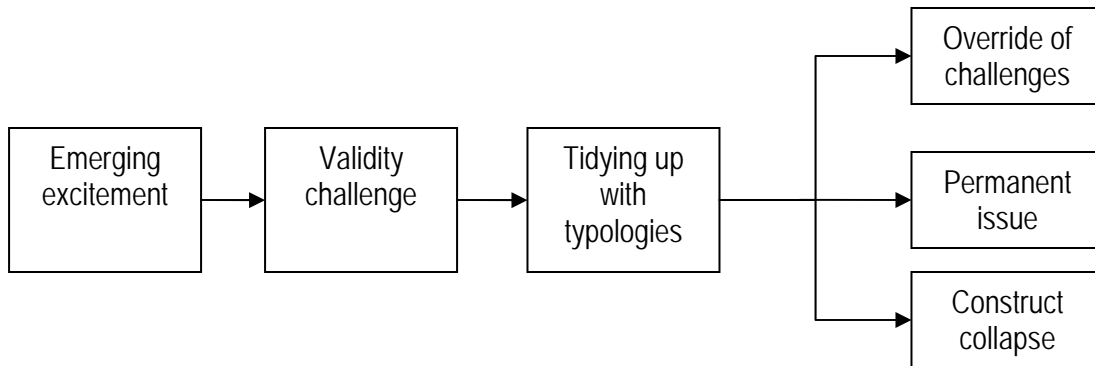 Emerging
excitement
Validity
challenge
Tidying up
with
typologies
Override of
challenges
Permanent
issue
Construct
collapse